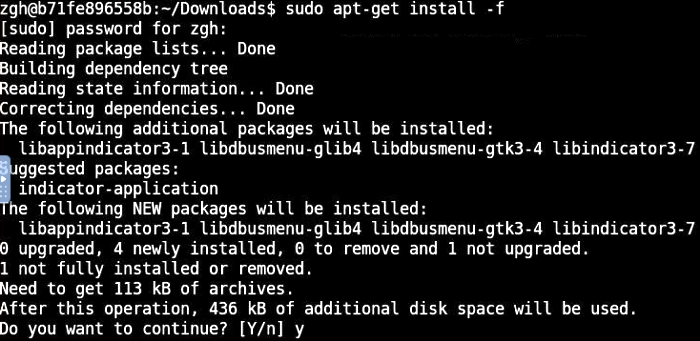 zgh@b71fe896558b:~/Downloads$ sudo apt-get install -f
[sudo] password for zgh:
Reading package lists... Done
Building dependency tree
Reading state information... Done
Correcting dependencies... Done
The following additional packages will be installed:
  libappindicator3-1 libdbusmenu-glib4 libdbusmenu-gtk3-4 libindicator3-7
Suggested packages:
  indicator-application
The following NEW packages will be installed:
  libappindicator3-1 libdbusmenu-glib4 libdbusmenu-gtk3-4 libindicator3-7
0 upgraded, 4 newly installed, 0 to remove and 1 not upgraded.
1 not fully installed or removed.
Need to get 113 kB of archives.
After this operation, 436 kB of additional disk space will be used.
Do you want to continue? [Y/n] y